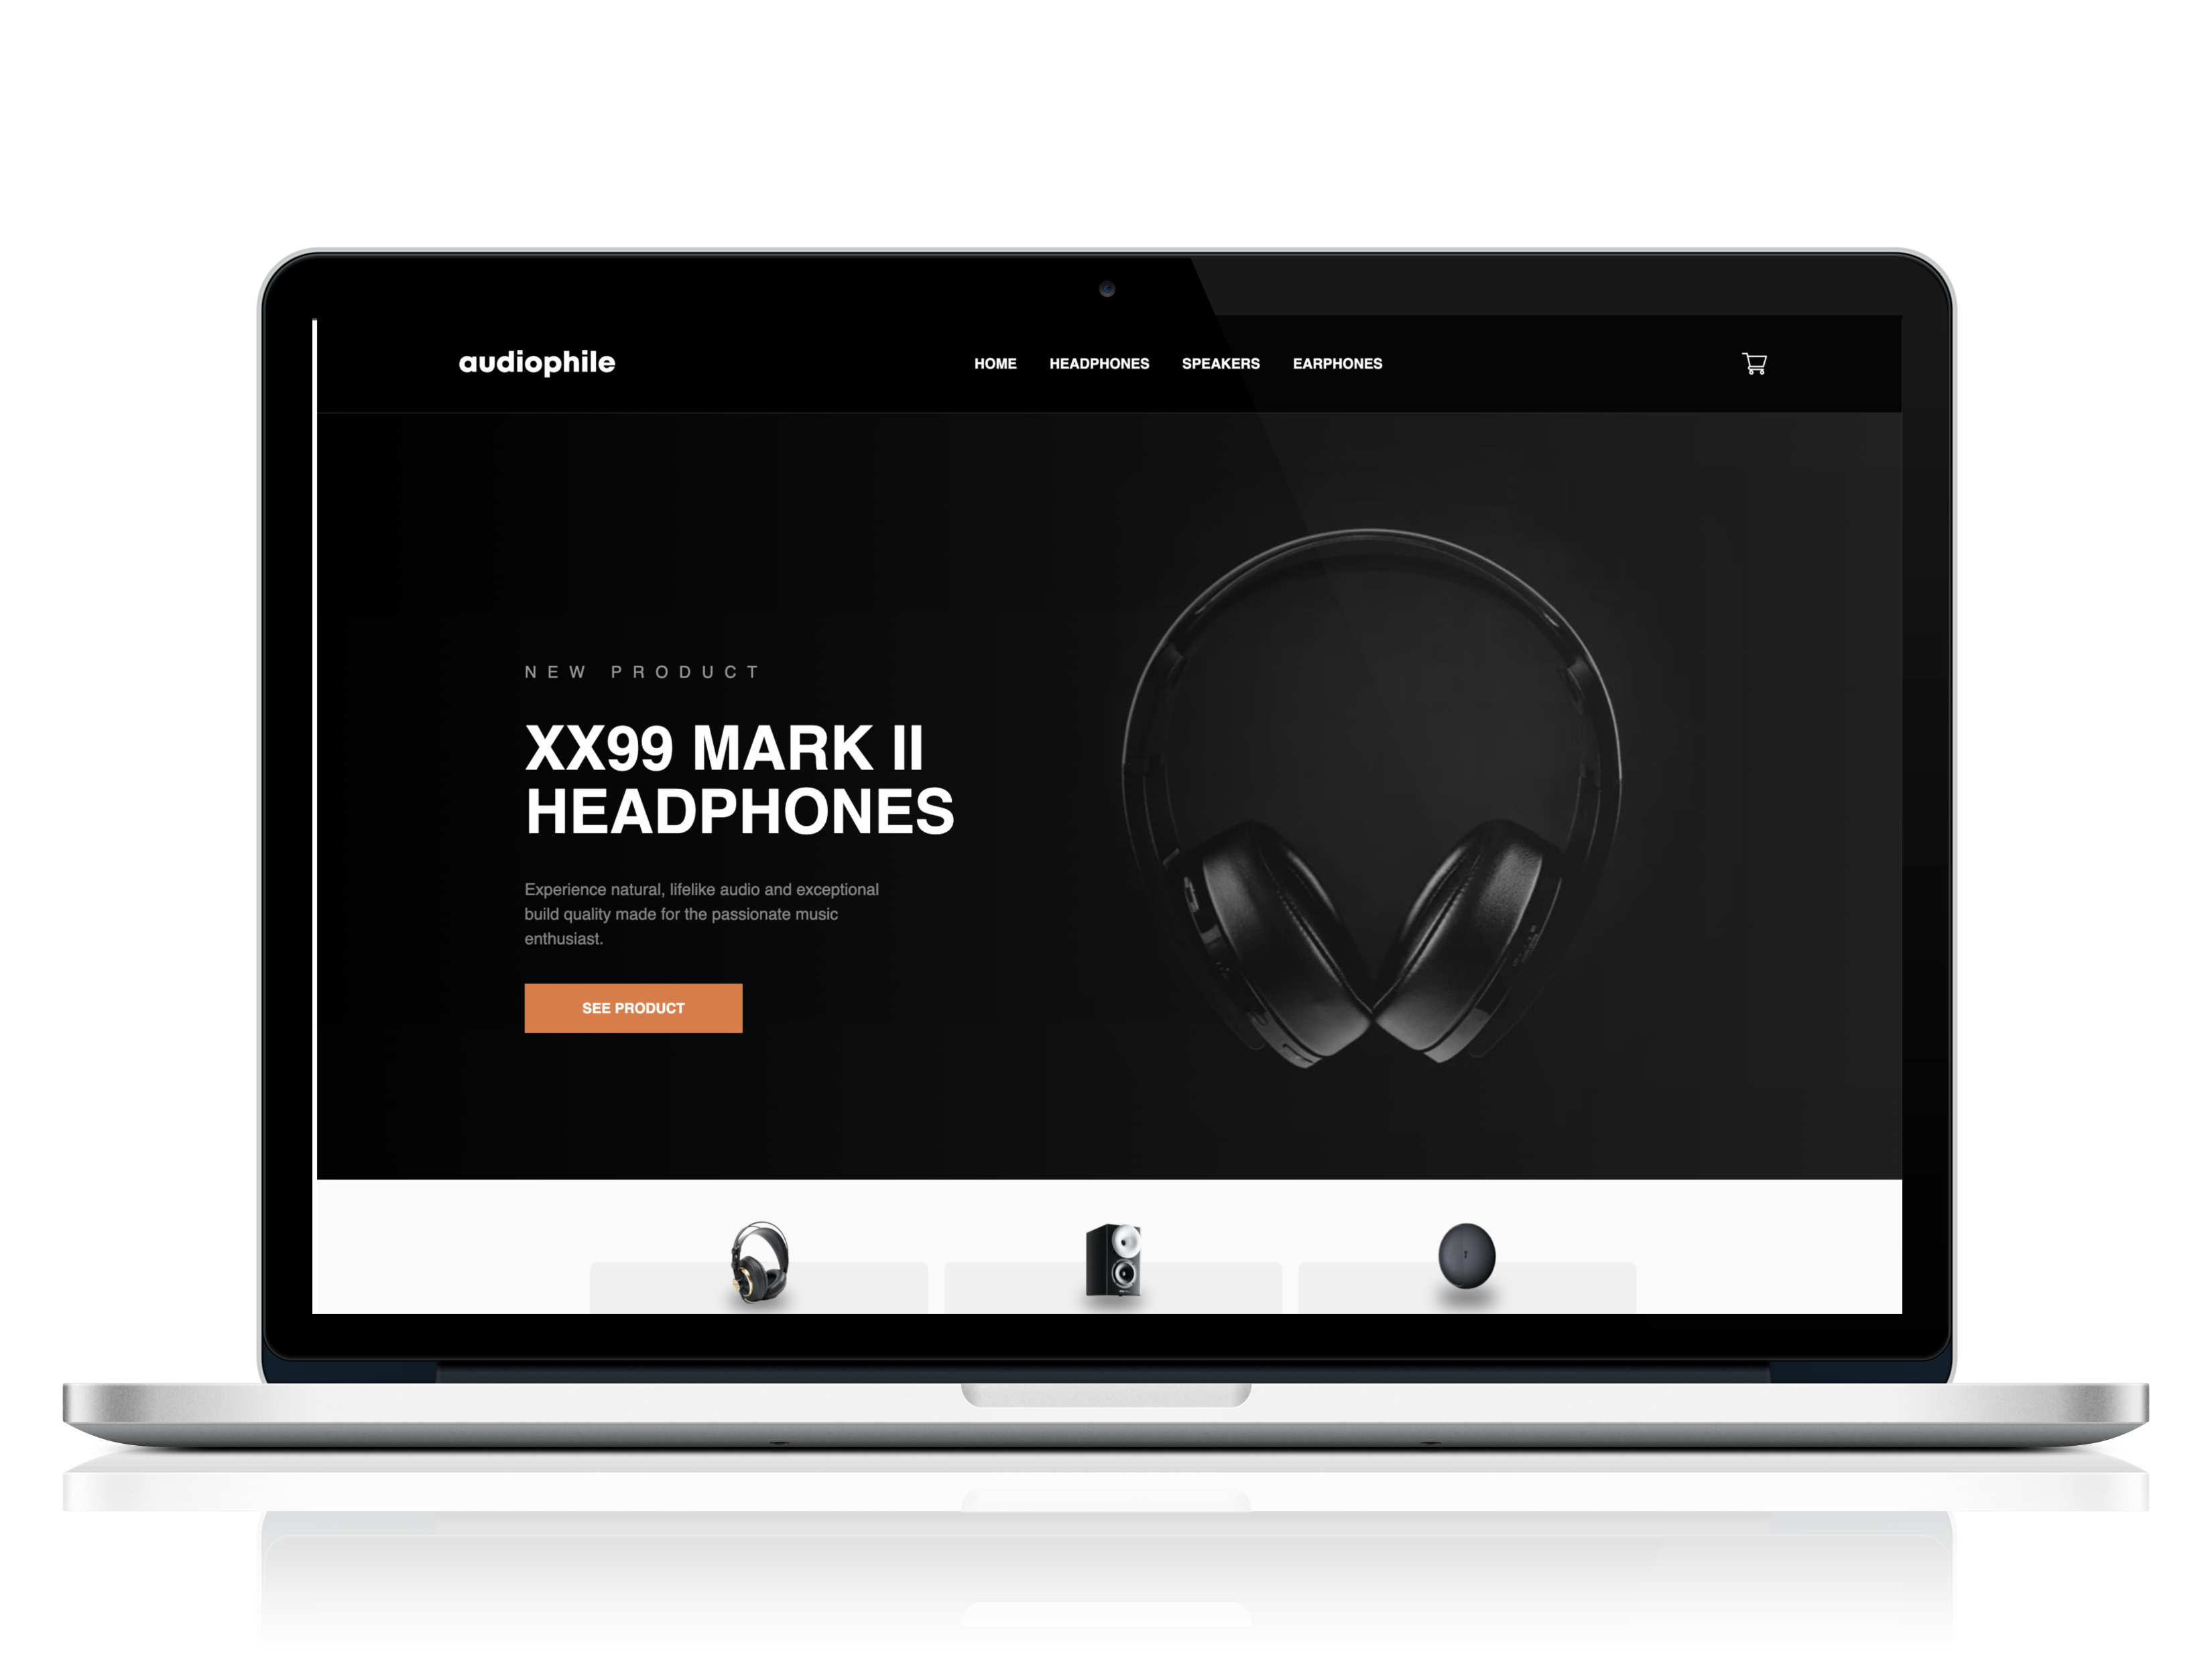 audiophile
HOME HEADPHONES SPEAKERS EARPHONES
NEW PRODUCT
XX99 MARK II
HEADPHONES
Experience natural, lifelike audio and exceptional
build quality made for the passionate music
enthusiast.
SEE PRODUCT